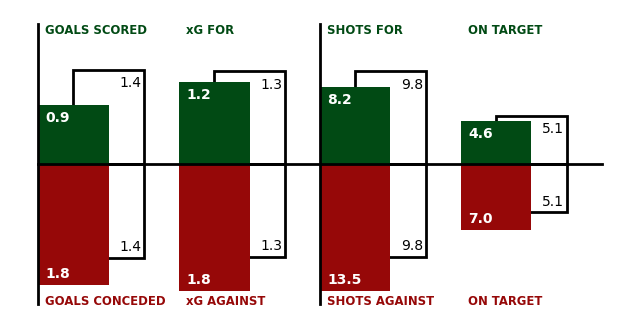 GOALS SCORED xG FOR SHOTS FOR ON TARGET
1.4 1.3 9.8 5.1
0.9 1.2 8.2 4.6
1.4 1.3 9.8 5.1
1.8 1.8 13.5 7.0
GOALS CONCEDED xG AGAINST SHOTS AGAINST ON TARGET